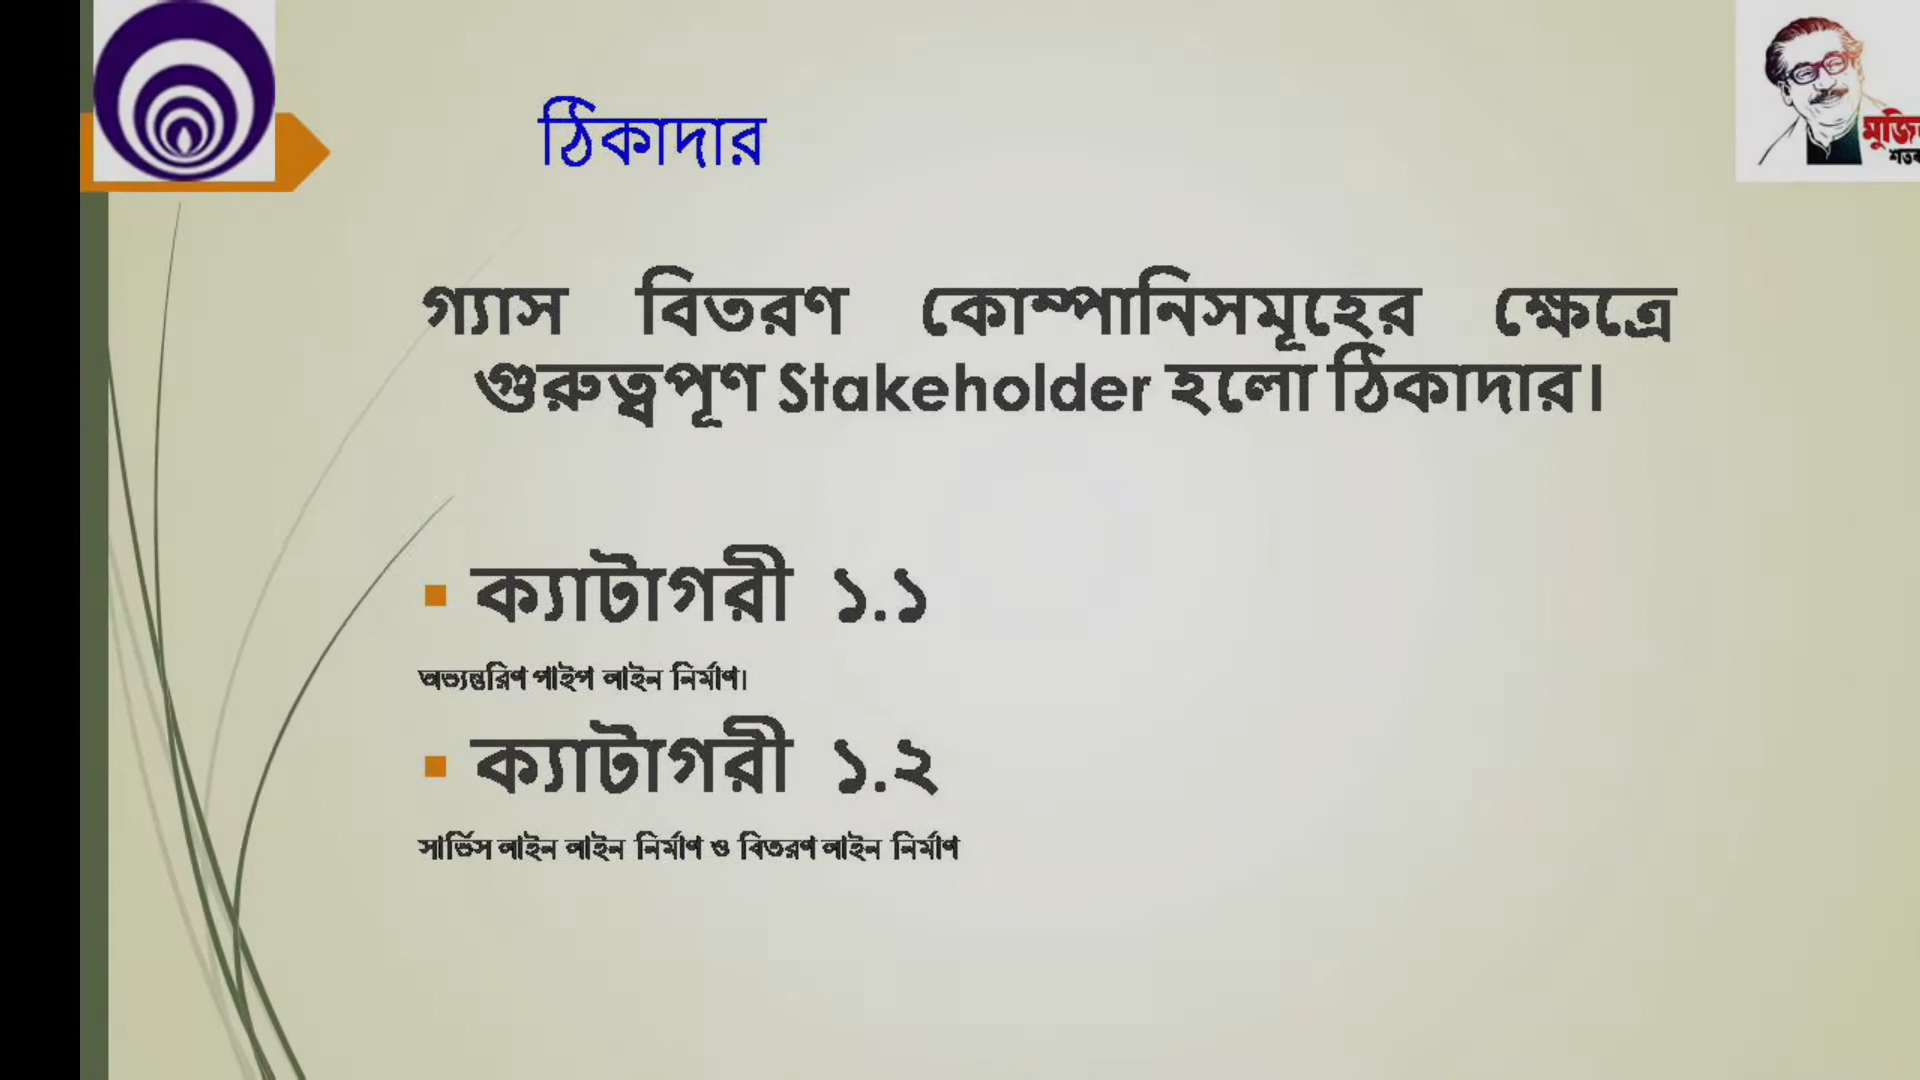 ঠিকাদার
মুজি
শত
গ্যাস বিতরণ কোম্পানিসমূহের ক্ষেত্রে
গুরুত্বপূণ Stakeholder হলো ঠিকাদার।
ক্যাটাগরী ১.১
অভ্যন্তরিণ পাইপ লাইন নির্মাণ।
ক্যাটাগরী ১.২
সার্ভিস লাইন লাইন নির্মাণ ও বিতরণ লাইন নির্মাণ